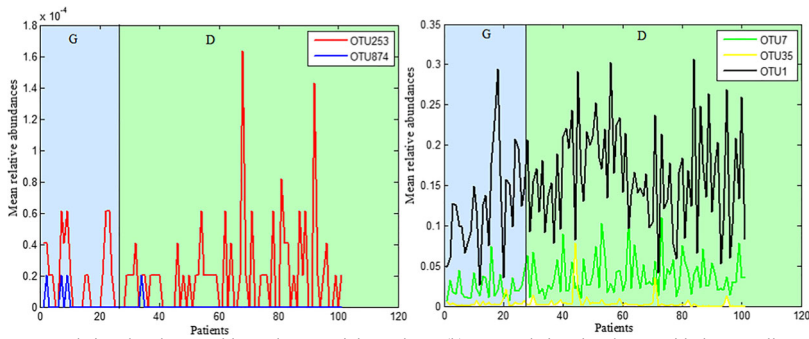 1.8 × 10⁻⁴
G
D
OTU253
OTU874
1.6
1.4
1.2
1.0
0.8
0.6
0.4
0.2
0
Mean relative abundances
0 20 40 60 80 100 120
Patients
0.35
G
D
OTU7
OTU35
OTU1
0.3
0.25
0.2
0.15
0.1
0.05
0
Mean relative abundances
0 20 40 60 80 100 120
Patients